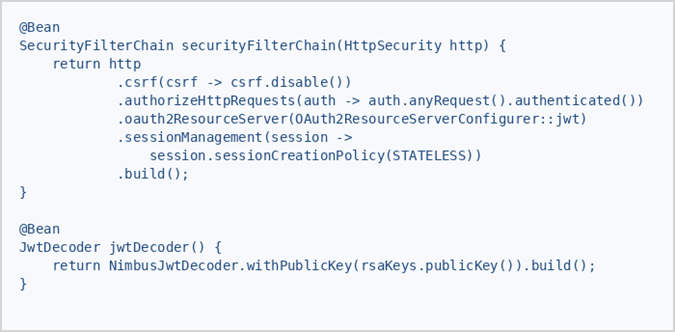 @Bean
SecurityFilterChain securityFilterChain(HttpSecurity http) {
    return http
            .csrf(csrf -> csrf.disable())
            .authorizeHttpRequests(auth -> auth.anyRequest().authenticated())
            .oauth2ResourceServer(OAuth2ResourceServerConfigurer::jwt)
            .sessionManagement(session ->
                session.sessionCreationPolicy(STATELESS))
            .build();
}

@Bean
JwtDecoder jwtDecoder() {
    return NimbusJwtDecoder.withPublicKey(rsaKeys.publicKey()).build();
}